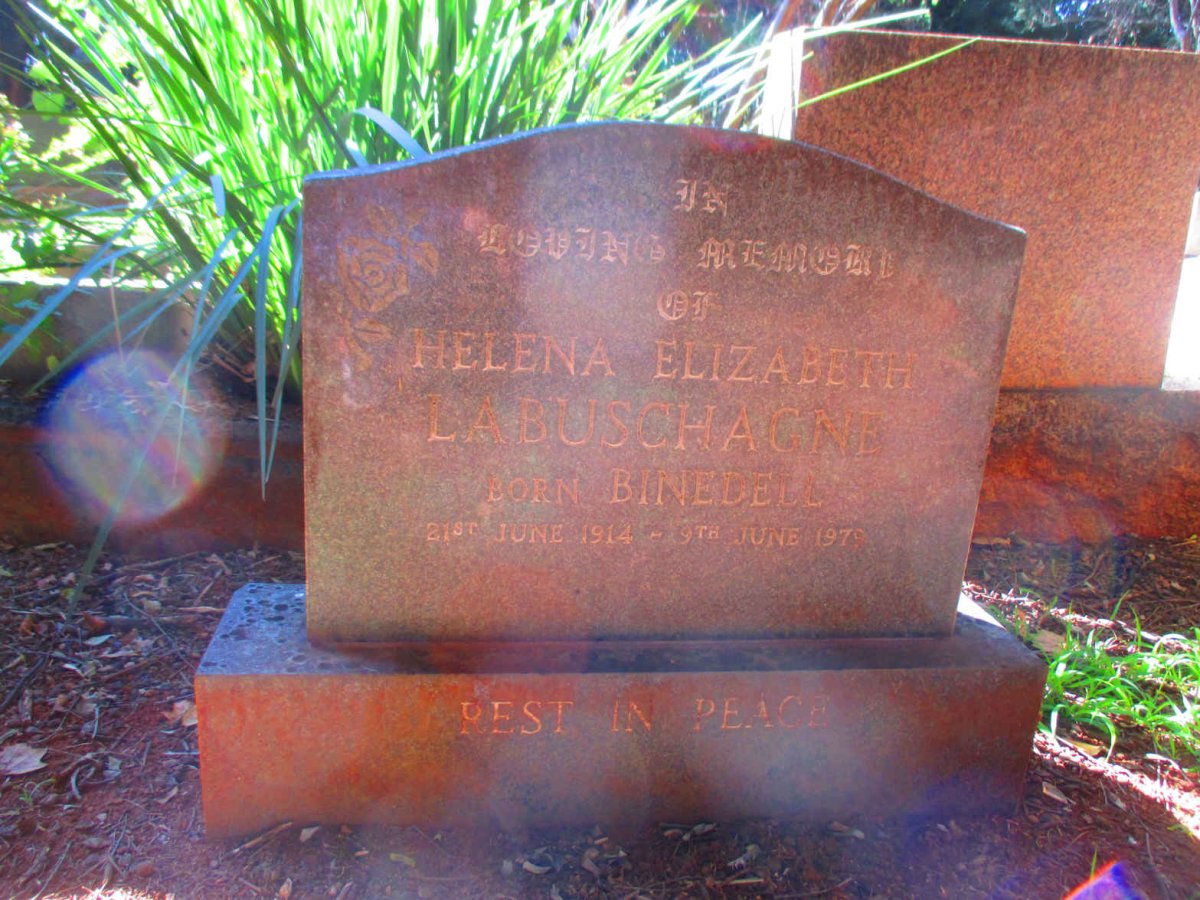 IN
LOVING MEMORY
OF
HELENA ELIZABETH
LABUSCHAGNE
BORN BINEDELL
21ST JUNE 1914 - 9TH JUNE 1979
REST IN PEACE